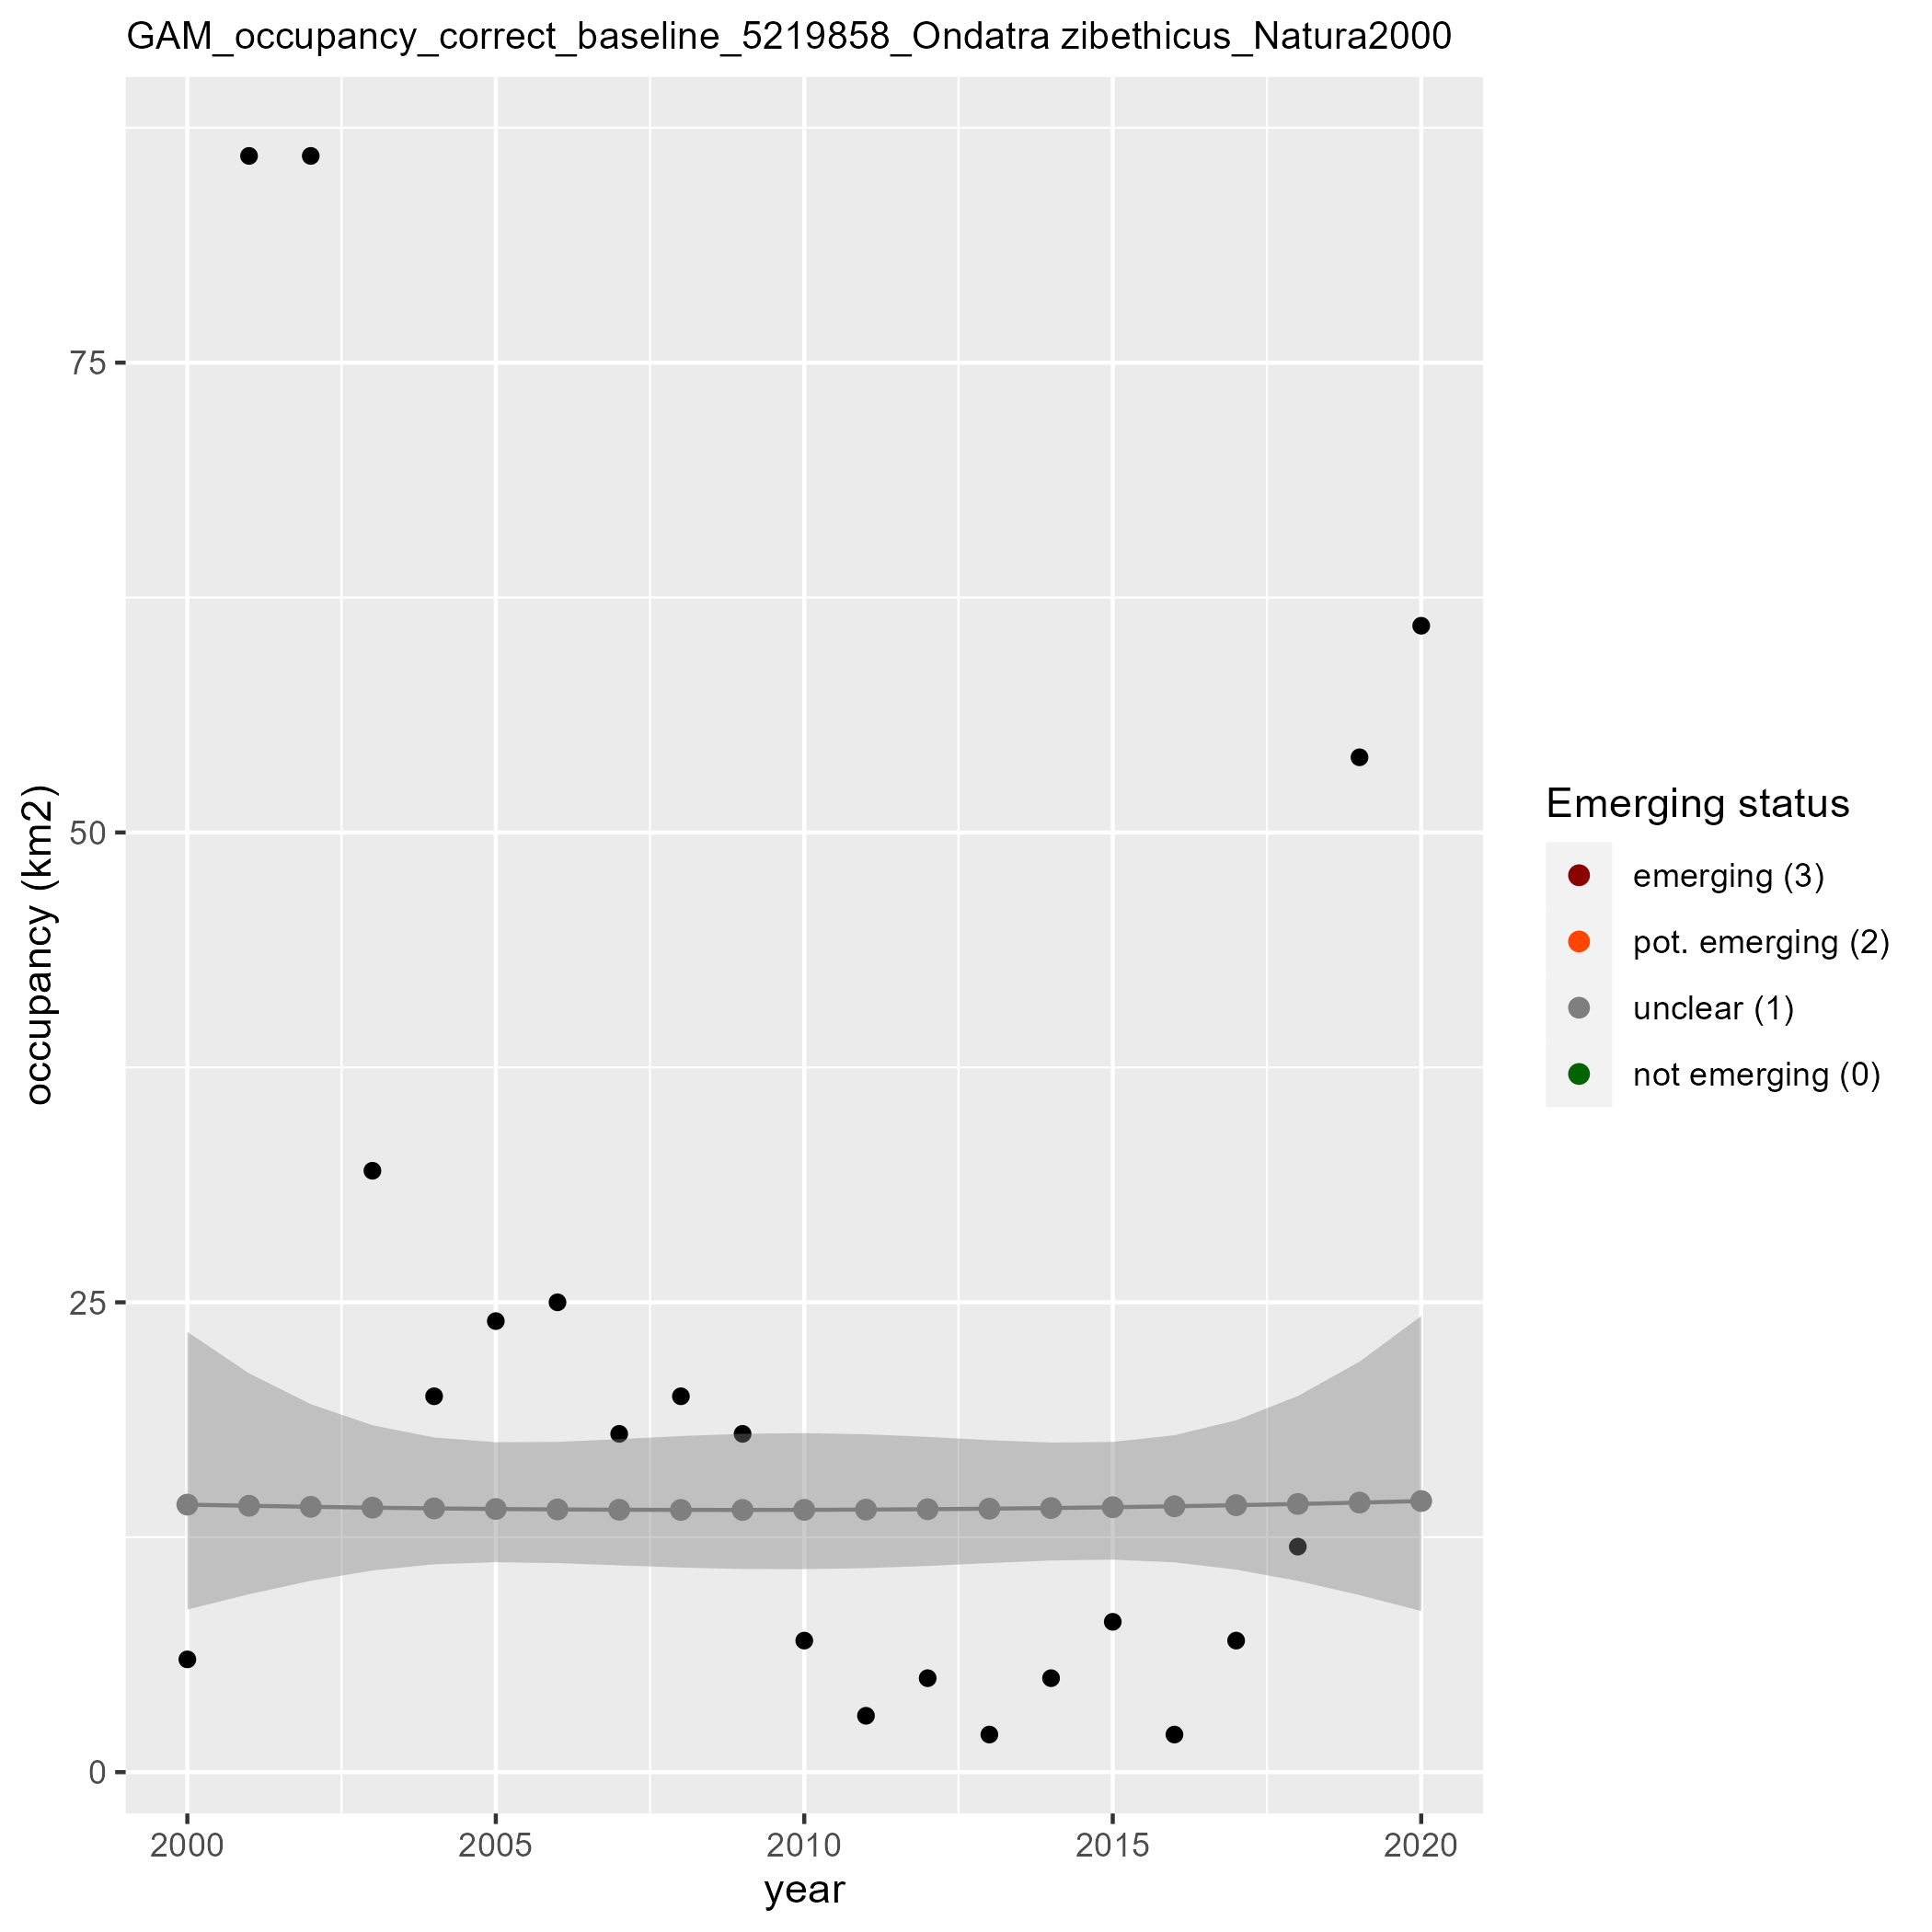 GAM_occupancy_correct_baseline_5219858_Ondatra zibethicus_Natura2000
75
50
25
0
occupancy (km2)
2000 2005 2010 2015 2020
year
Emerging status
emerging (3)
pot. emerging (2)
unclear (1)
not emerging (0)